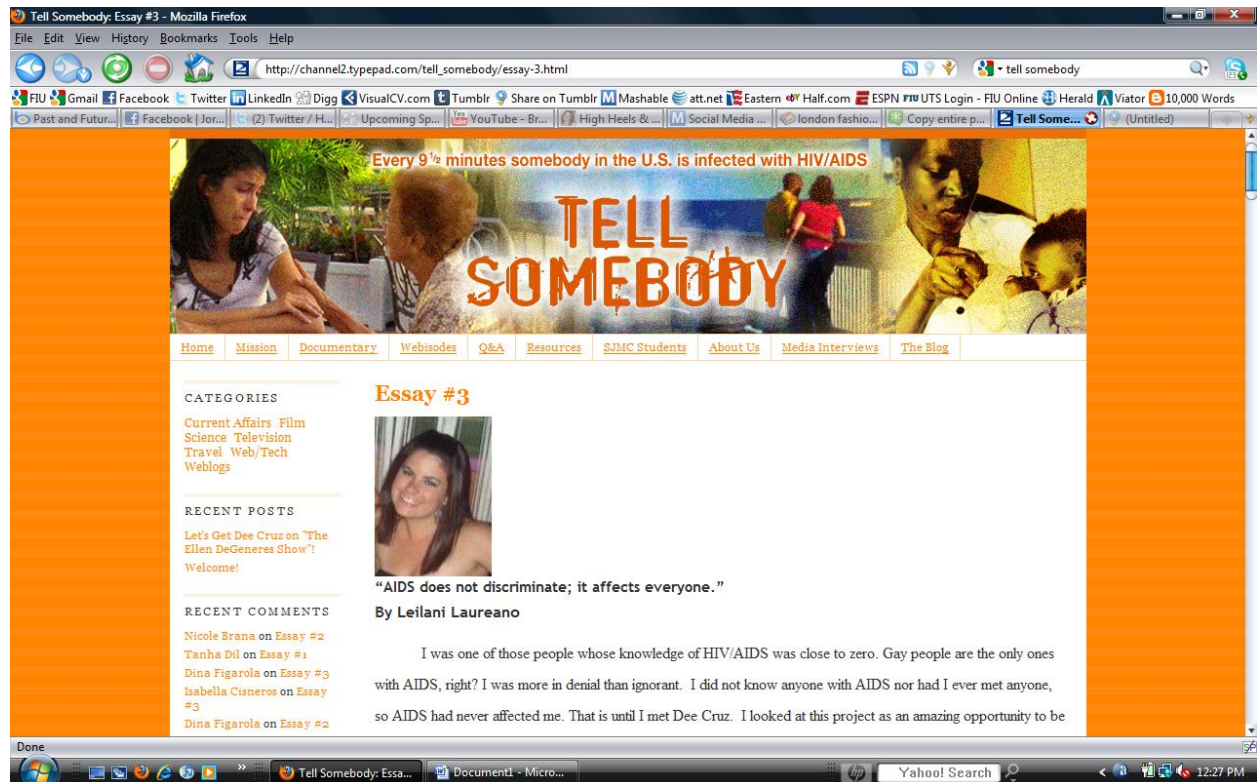 Tell Somebody: Essay #3 - Mozilla Firefox
File Edit View History Bookmarks Tools Help
http://channel2.typepad.com/tell_somebody/essay-3.html
tell somebody
FIU Gmail Facebook Twitter LinkedIn Digg VisualCV.com Tumblr Share on Tumblr Mashable att.net Eastern Half.com ESPN FIU UTS Login - FIU Online Herald Viator 10,000 Words
Past and Futur... Facebook | Jor... (2) Twitter / H... Upcoming Sp... YouTube - Br... High Heels & ... Social Media ... london fashio... Copy entire p... Tell Some... (Untitled)
Every 9 1/2 minutes somebody in the U.S. is infected with HIV/AIDS
TELL
SOMEBODY
Home Mission Documentary Webisodes Q&A Resources SJMC Students About Us Media Interviews The Blog
CATEGORIES
Current Affairs Film
Science Television
Travel Web/Tech
Weblogs
RECENT POSTS
Let's Get Dee Cruz on "The
Ellen DeGeneres Show"!
Welcome!
RECENT COMMENTS
Nicole Brana on Essay #2
Tanha Dil on Essay #1
Dina Figarola on Essay #3
Isabella Cisneros on Essay
#3
Dina Figarola on Essay #2
Essay #3
“AIDS does not discriminate; it affects everyone.”
By Leilani Laureano
I was one of those people whose knowledge of HIV/AIDS was close to zero. Gay people are the only ones
with AIDS, right? I was more in denial than ignorant. I did not know anyone with AIDS nor had I ever met anyone,
so AIDS had never affected me. That is until I met Dee Cruz. I looked at this project as an amazing opportunity to be
Done
Tell Somebody: Essa... Document1 - Micro... Yahoo! Search 12:27 PM